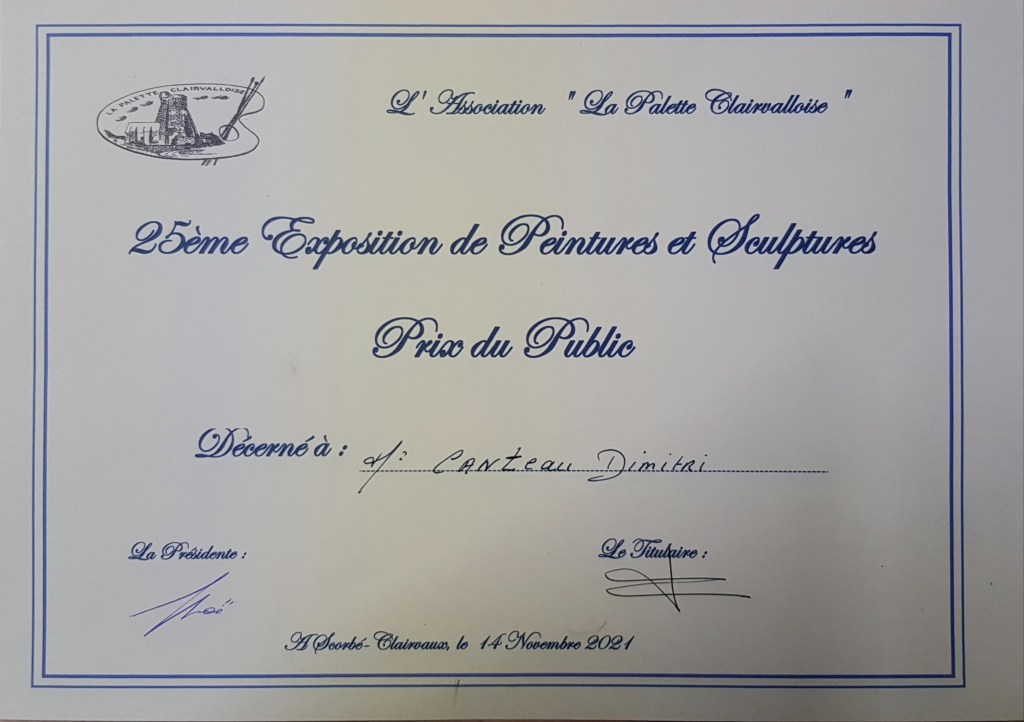 LA PALETTE CLAIRVALLOISE
L' Association "La Palette Clairvalloise "
25ème Exposition de Peintures et Sculptures
Prix du Public
Décerné à : Mr CANTEAU DIMITRI
La Présidente :
Le Titulaire :
A Scorbé-Clairvaux, le 14 Novembre 2021